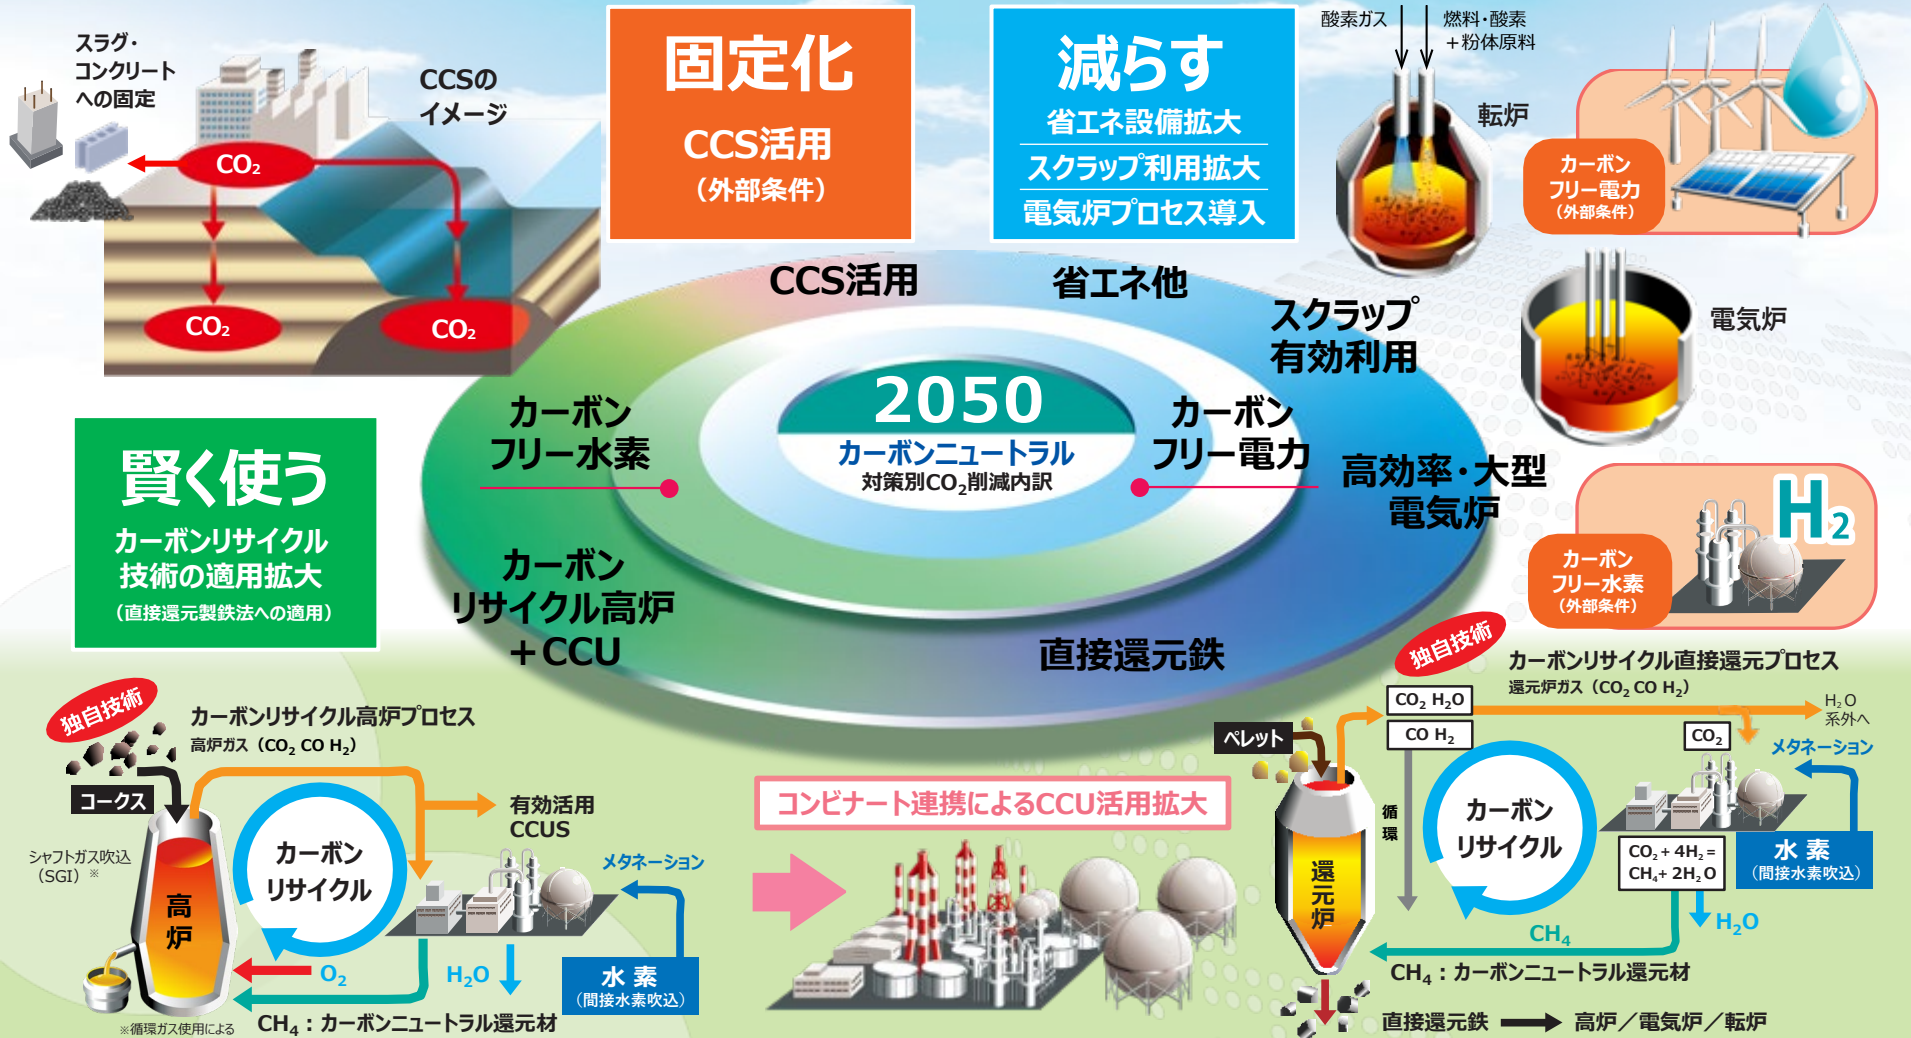 スラグ・
コンクリート
への固定
CCSの
イメージ
CO₂
CO₂
CO₂
固定化
CCS活用
（外部条件）
減らす
省エネ設備拡大
スクラップ利用拡大
電気炉プロセス導入
酸素ガス
燃料・酸素
＋粉体原料
転炉
カーボン
フリー電力
（外部条件）
電気炉
CCS活用
省エネ他
スクラップ
有効利用
カーボン
フリー水素
2050
カーボンニュートラル
対策別CO₂削減内訳
カーボン
フリー電力
高効率・大型
電気炉
カーボン
リサイクル高炉
＋CCU
直接還元鉄
賢く使う
カーボンリサイクル
技術の適用拡大
（直接還元製鉄法への適用）
H₂
カーボン
フリー水素
（外部条件）
独自技術
カーボンリサイクル高炉プロセス
高炉ガス（CO₂ CO H₂）
コークス
シャフトガス吹込
（SGI）※
高炉
カーボン
リサイクル
有効活用
CCUS
メタネーション
O₂
H₂O
水 素
（間接水素吹込）
※循環ガス使用による
CH₄：カーボンニュートラル還元材
コンビナート連携によるCCU活用拡大
独自技術
カーボンリサイクル直接還元プロセス
還元炉ガス（CO₂ CO H₂）
CO₂ H₂O
CO H₂
H₂O
系外へ
ペレット
CO₂
メタネーション
循環
還元炉
カーボン
リサイクル
CO₂ + 4H₂ =
CH₄+ 2H₂O
水 素
（間接水素吹込）
H₂O
CH₄
CH₄：カーボンニュートラル還元材
直接還元鉄
高炉／電気炉／転炉